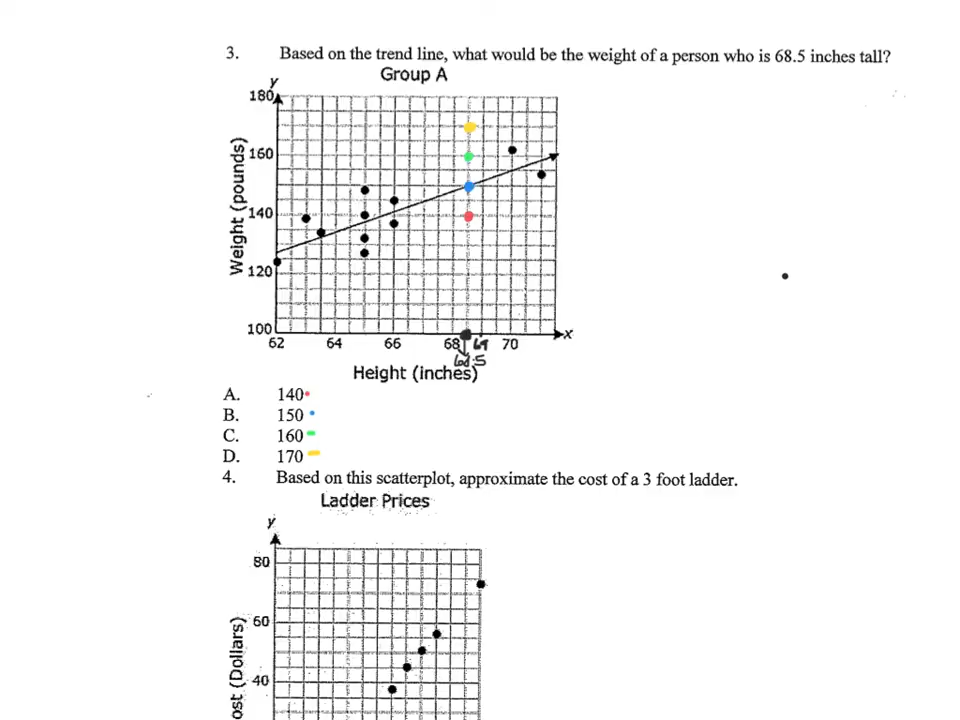 3. Based on the trend line, what would be the weight of a person who is 68.5 inches tall?
Group A
y
180
160
140
120
100
Weight (pounds)
62 64 66 68 69 70 x
68.5
Height (inches)
A. 140
B. 150
C. 160
D. 170
4. Based on this scatterplot, approximate the cost of a 3 foot ladder.
Ladder Prices
y
80
60
40
ost (Dollars)